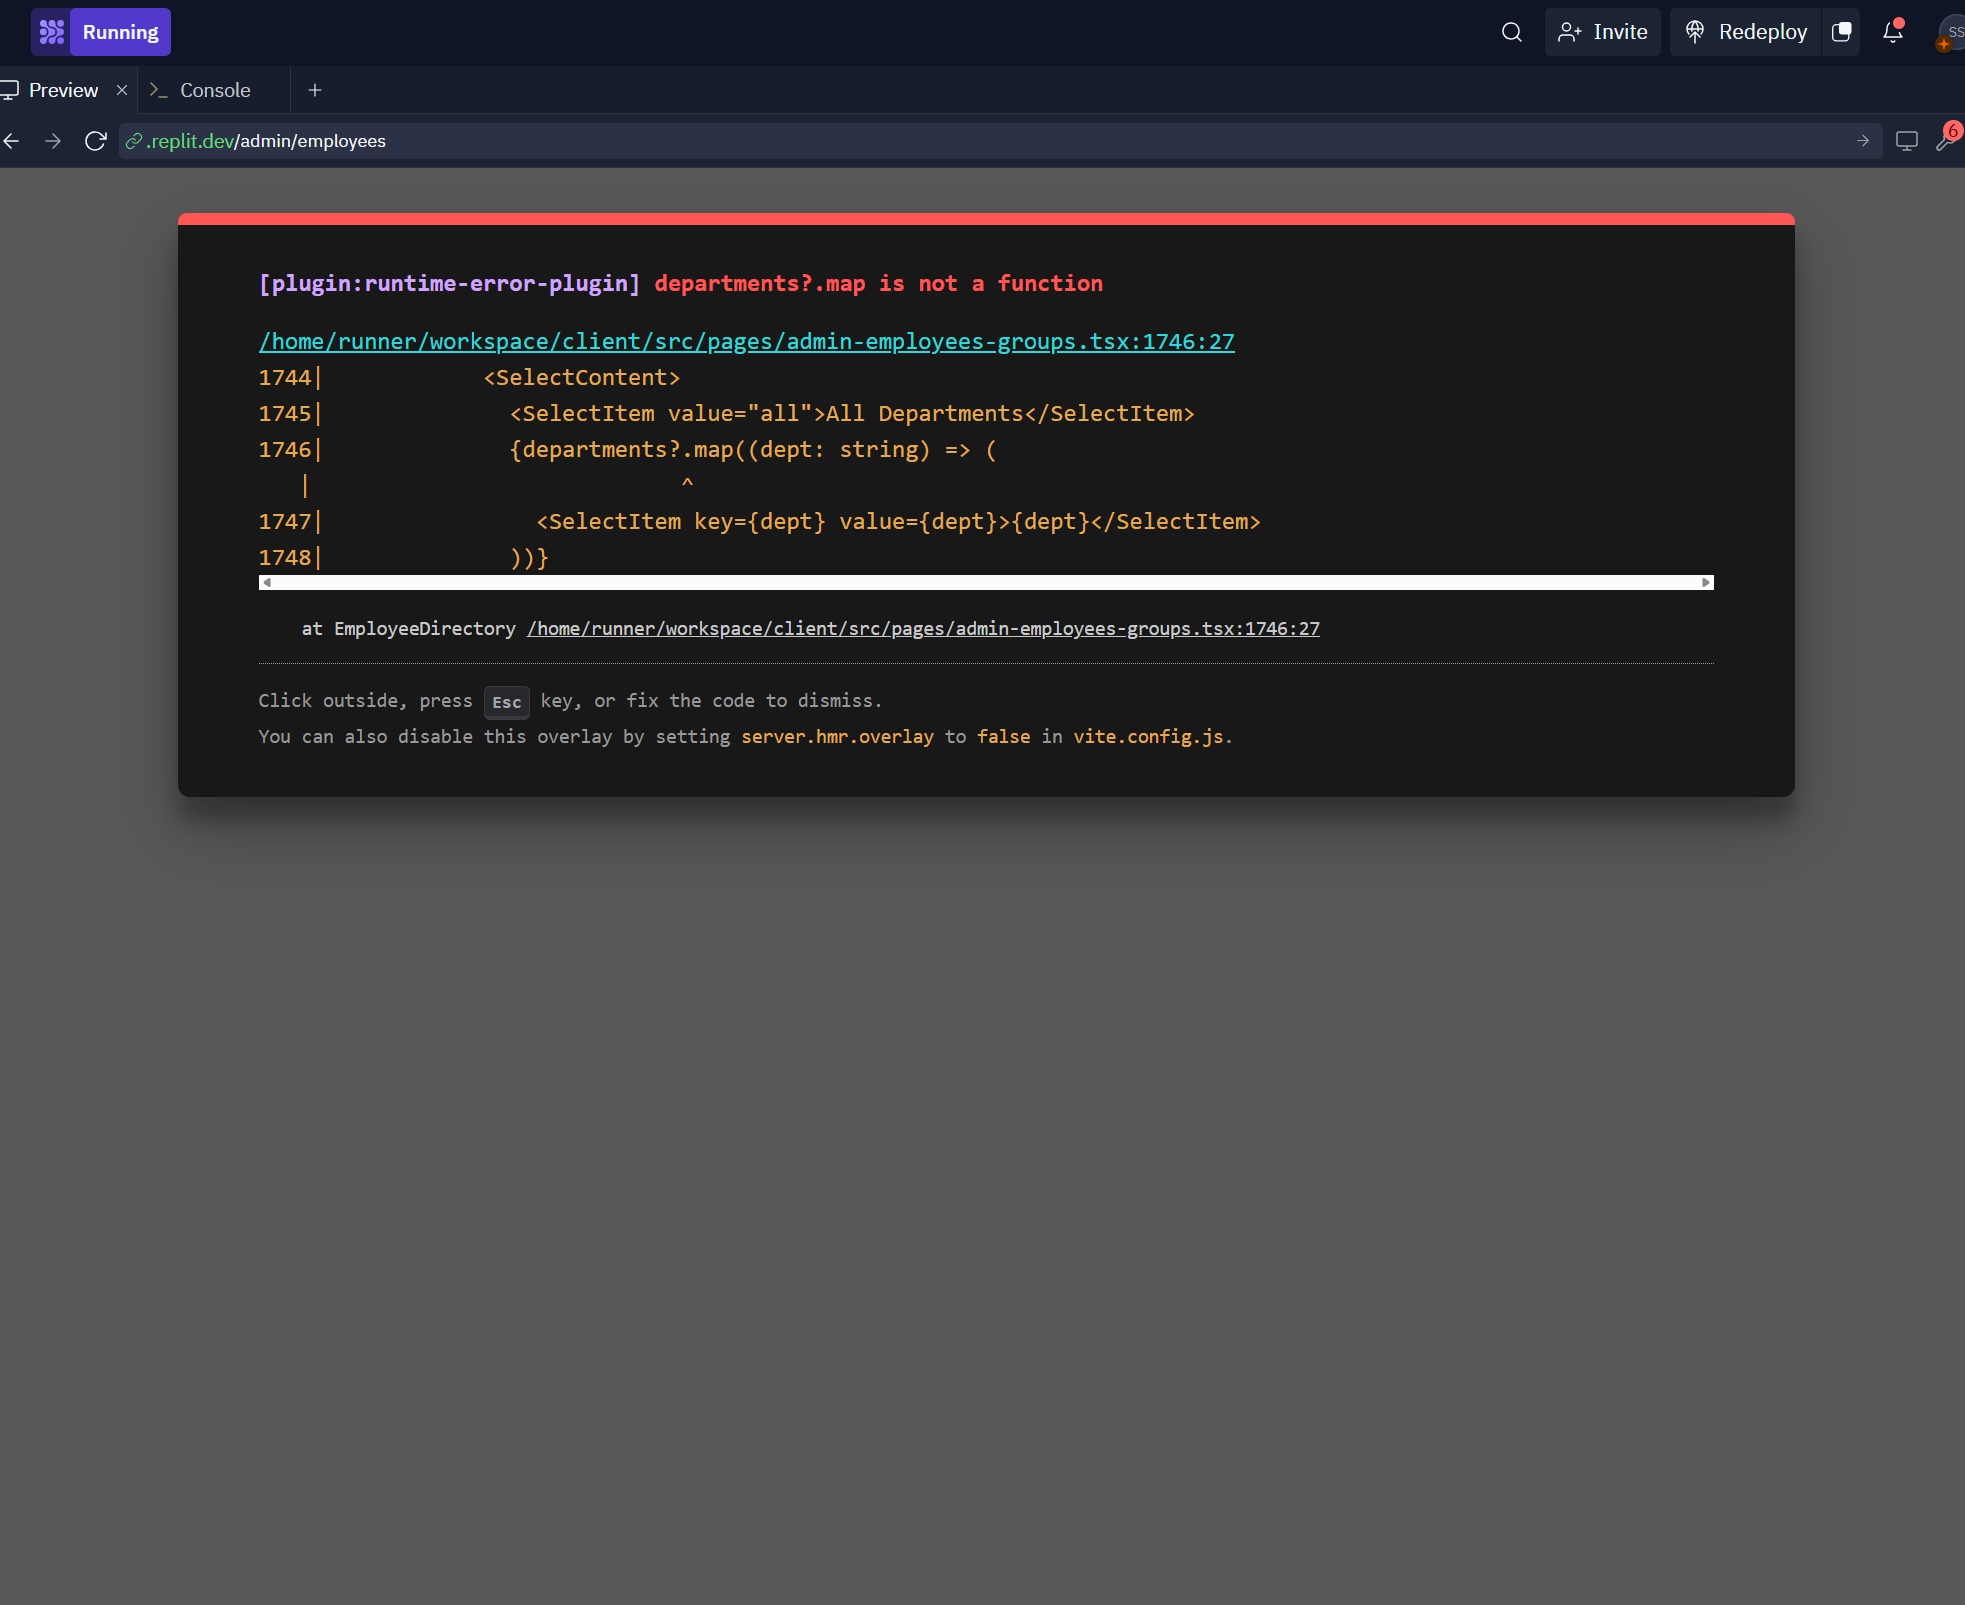 Running
Invite
Redeploy
SS
Preview
Console
.replit.dev/admin/employees
6
[plugin:runtime-error-plugin] departments?.map is not a function
/home/runner/workspace/client/src/pages/admin-employees-groups.tsx:1746:27
1744|            <SelectContent>
1745|              <SelectItem value="all">All Departments</SelectItem>
1746|              {departments?.map((dept: string) => (
|                            ^
1747|                <SelectItem key={dept} value={dept}>{dept}</SelectItem>
1748|              ))}
at EmployeeDirectory /home/runner/workspace/client/src/pages/admin-employees-groups.tsx:1746:27
Click outside, press Esc key, or fix the code to dismiss.
You can also disable this overlay by setting server.hmr.overlay to false in vite.config.js.